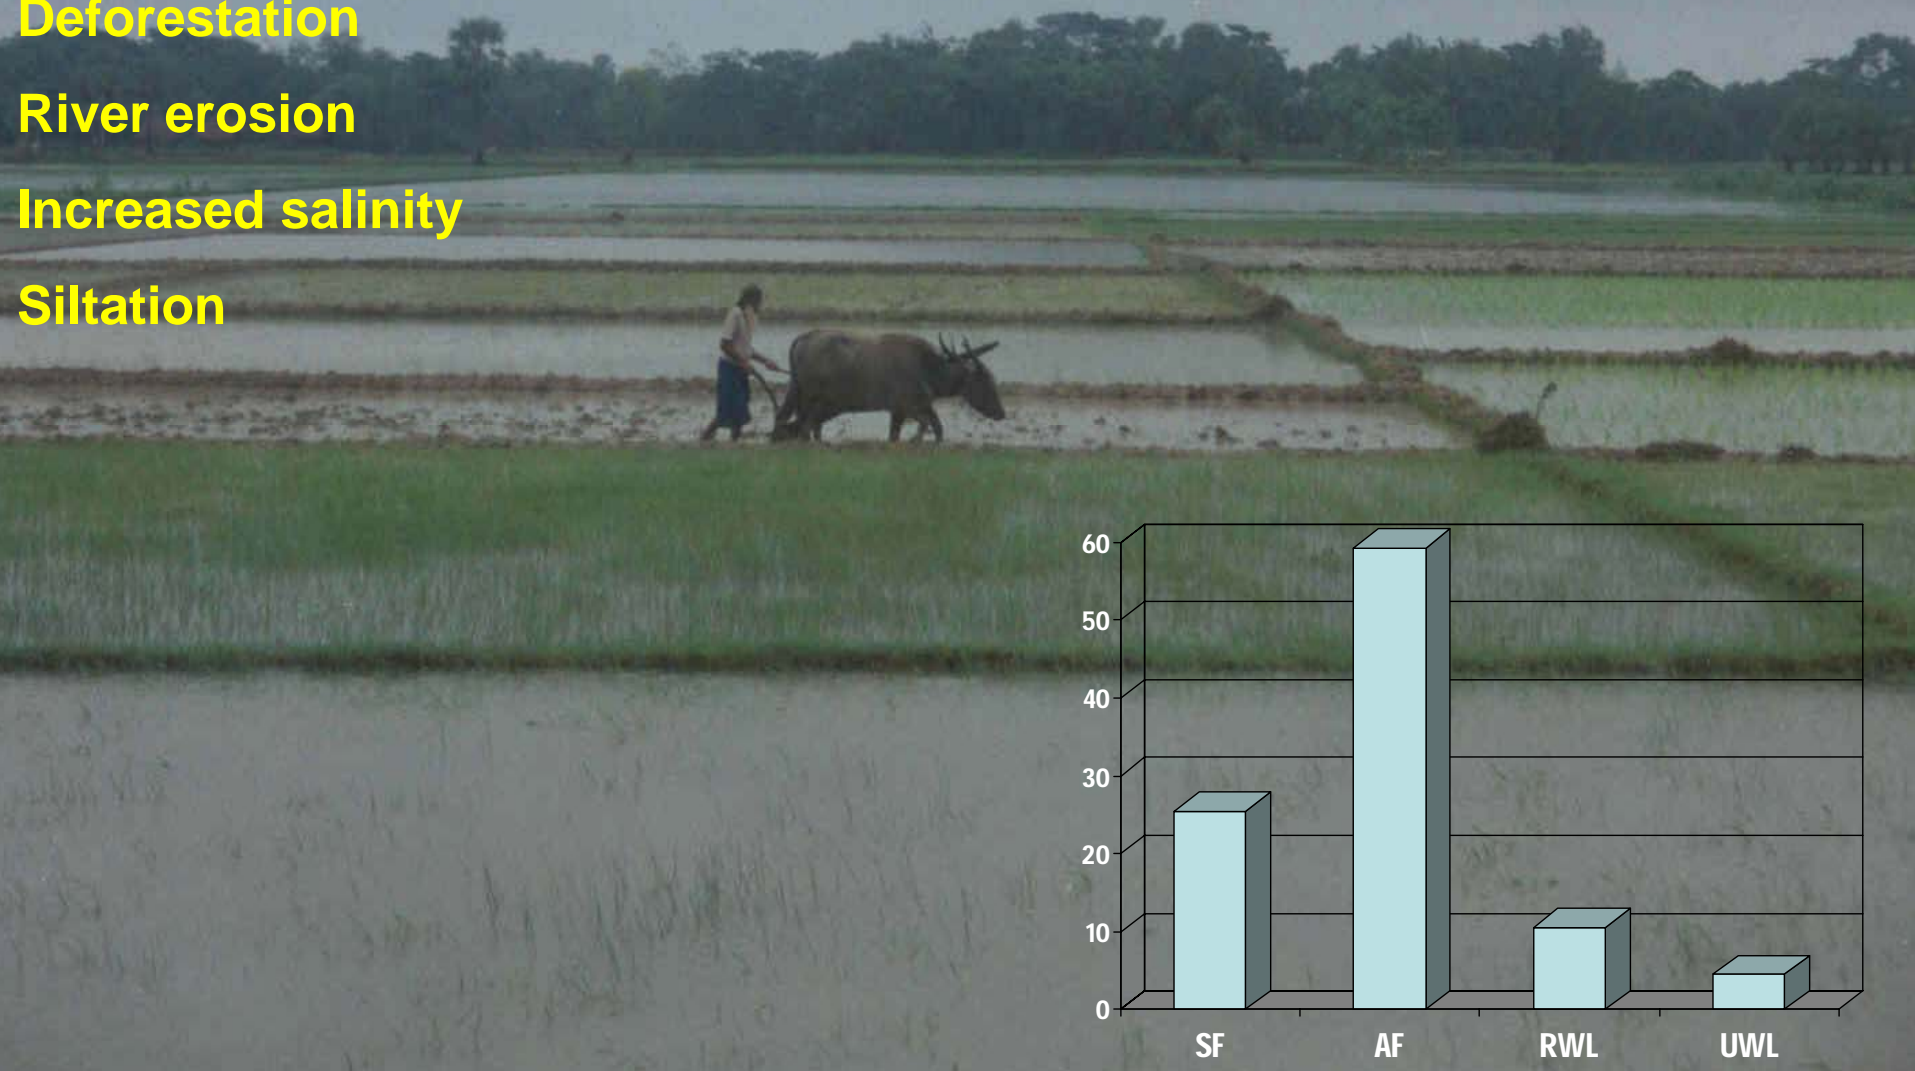 Deforestation
River erosion
Increased salinity
Siltation
60
50
40
30
20
10
0
SF AF RWL UWL